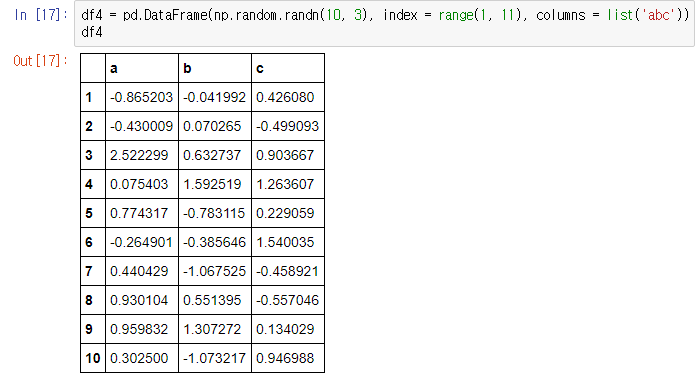 In [17]: df4 = pd.DataFrame(np.random.randn(10, 3), index = range(1, 11), columns = list('abc'))
df4
Out[17]:
a b c
1 -0.865203 -0.041992 0.426080
2 -0.430009 0.070265 -0.499093
3 2.522299 0.632737 0.903667
4 0.075403 1.592519 1.263607
5 0.774317 -0.783115 0.229059
6 -0.264901 -0.385646 1.540035
7 0.440429 -1.067525 -0.458921
8 0.930104 0.551395 -0.557046
9 0.959832 1.307272 0.134029
10 0.302500 -1.073217 0.946988